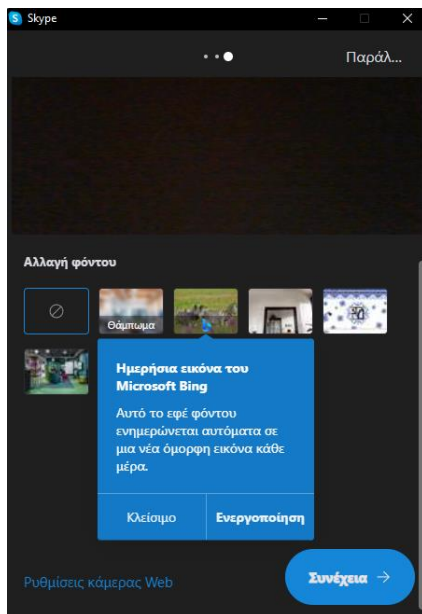 Skype
Παράλ...
Αλλαγή φόντου
Θάμπωμα
Ημερήσια εικόνα του
Microsoft Bing
Αυτό το εφέ φόντου
ενημερώνεται αυτόματα σε
μια νέα όμορφη εικόνα κάθε
μέρα.
Κλείσιμο Ενεργοποίηση
Ρυθμίσεις κάμερας Web
Συνέχεια